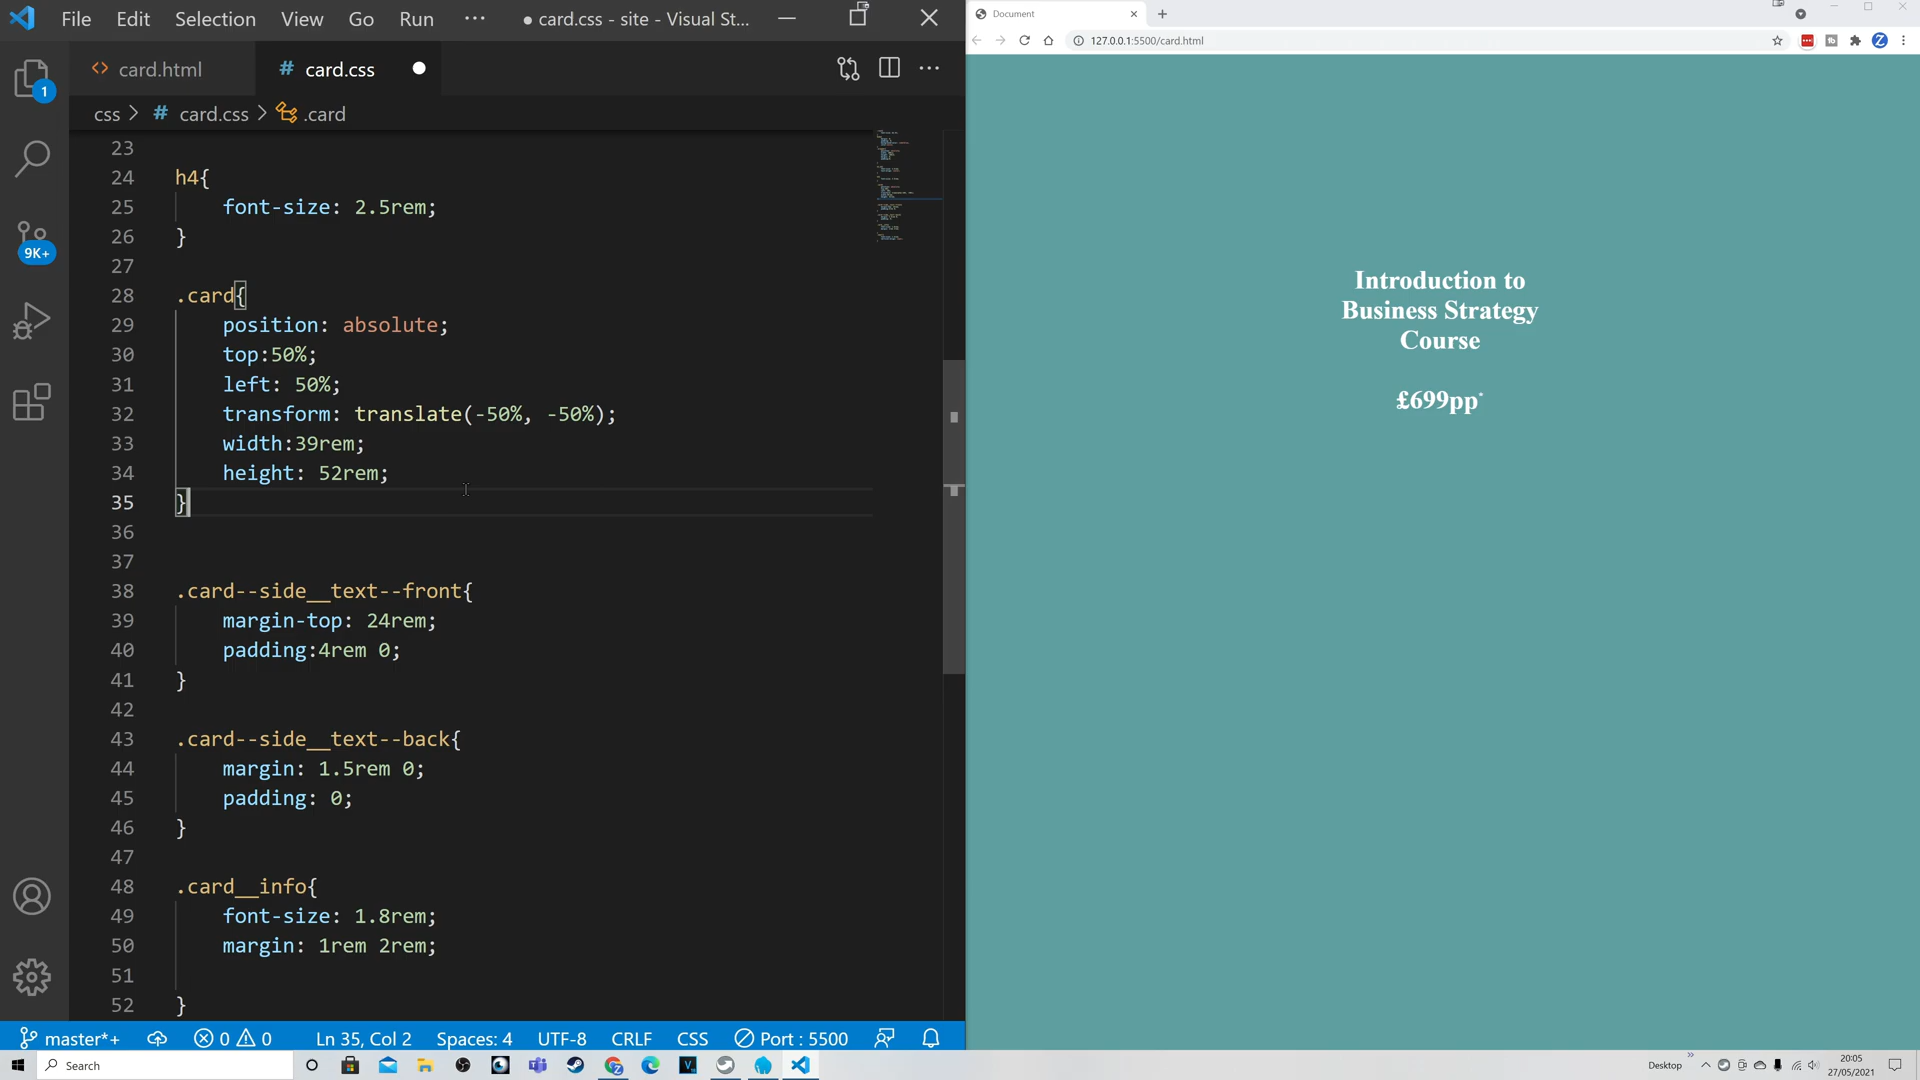 File Edit Selection View Go Run ··· ● card.css - site - Visual St...
card.html
# card.css
css > # card.css > .card
1
9K+
23
24 h4{
25 font-size: 2.5rem;
26 }
27
28 .card{
29 position: absolute;
30 top:50%;
31 left: 50%;
32 transform: translate(-50%, -50%);
33 width:39rem;
34 height: 52rem;
35 }
36
37
38 .card--side__text--front{
39 margin-top: 24rem;
40 padding:4rem 0;
41 }
42
43 .card--side__text--back{
44 margin: 1.5rem 0;
45 padding: 0;
46 }
47
48 .card__info{
49 font-size: 1.8rem;
50 margin: 1rem 2rem;
51
52 }
master*+ 0 0 Ln 35, Col 2 Spaces: 4 UTF-8 CRLF CSS Port : 5500
Document
127.0.0.1:5500/card.html
Introduction to
Business Strategy
Course
£699pp*
Search
Desktop
20:05
27/05/2021